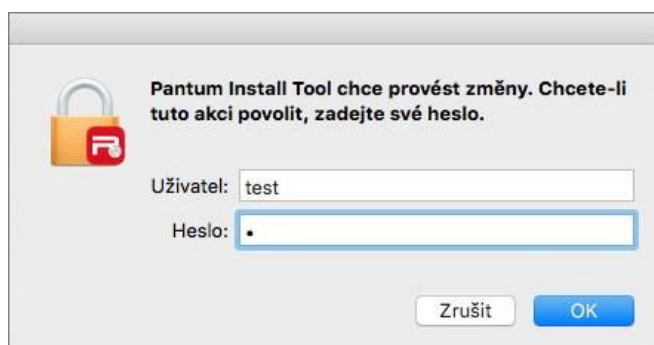 Pantum Install Tool chce provést změny. Chcete-li
tuto akci povolit, zadejte své heslo.
Uživatel: test
Heslo: •
Zrušit OK